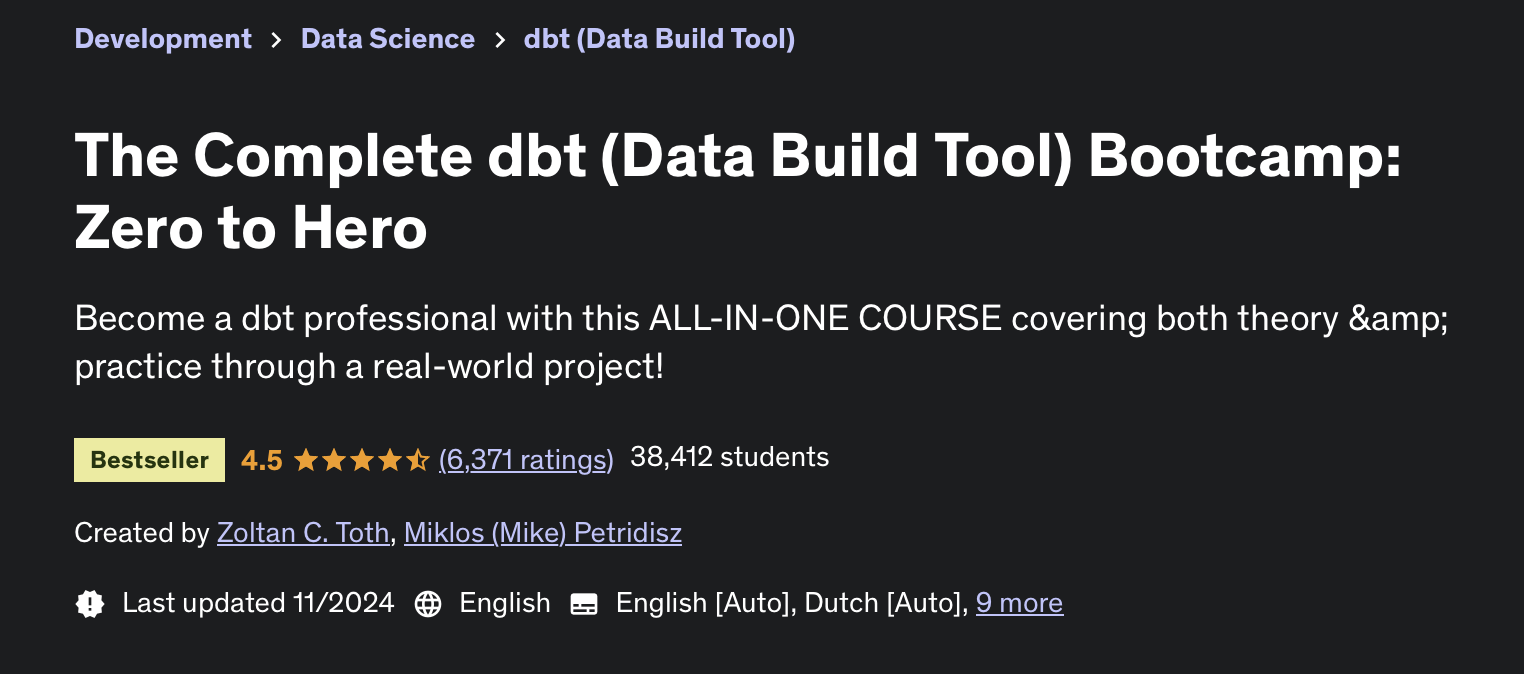 Development > Data Science > dbt (Data Build Tool)
The Complete dbt (Data Build Tool) Bootcamp:
Zero to Hero
Become a dbt professional with this ALL-IN-ONE COURSE covering both theory &amp;
practice through a real-world project!
Bestseller 4.5 (6,371 ratings) 38,412 students
Created by Zoltan C. Toth, Miklos (Mike) Petridisz
Last updated 11/2024 English English [Auto], Dutch [Auto], 9 more